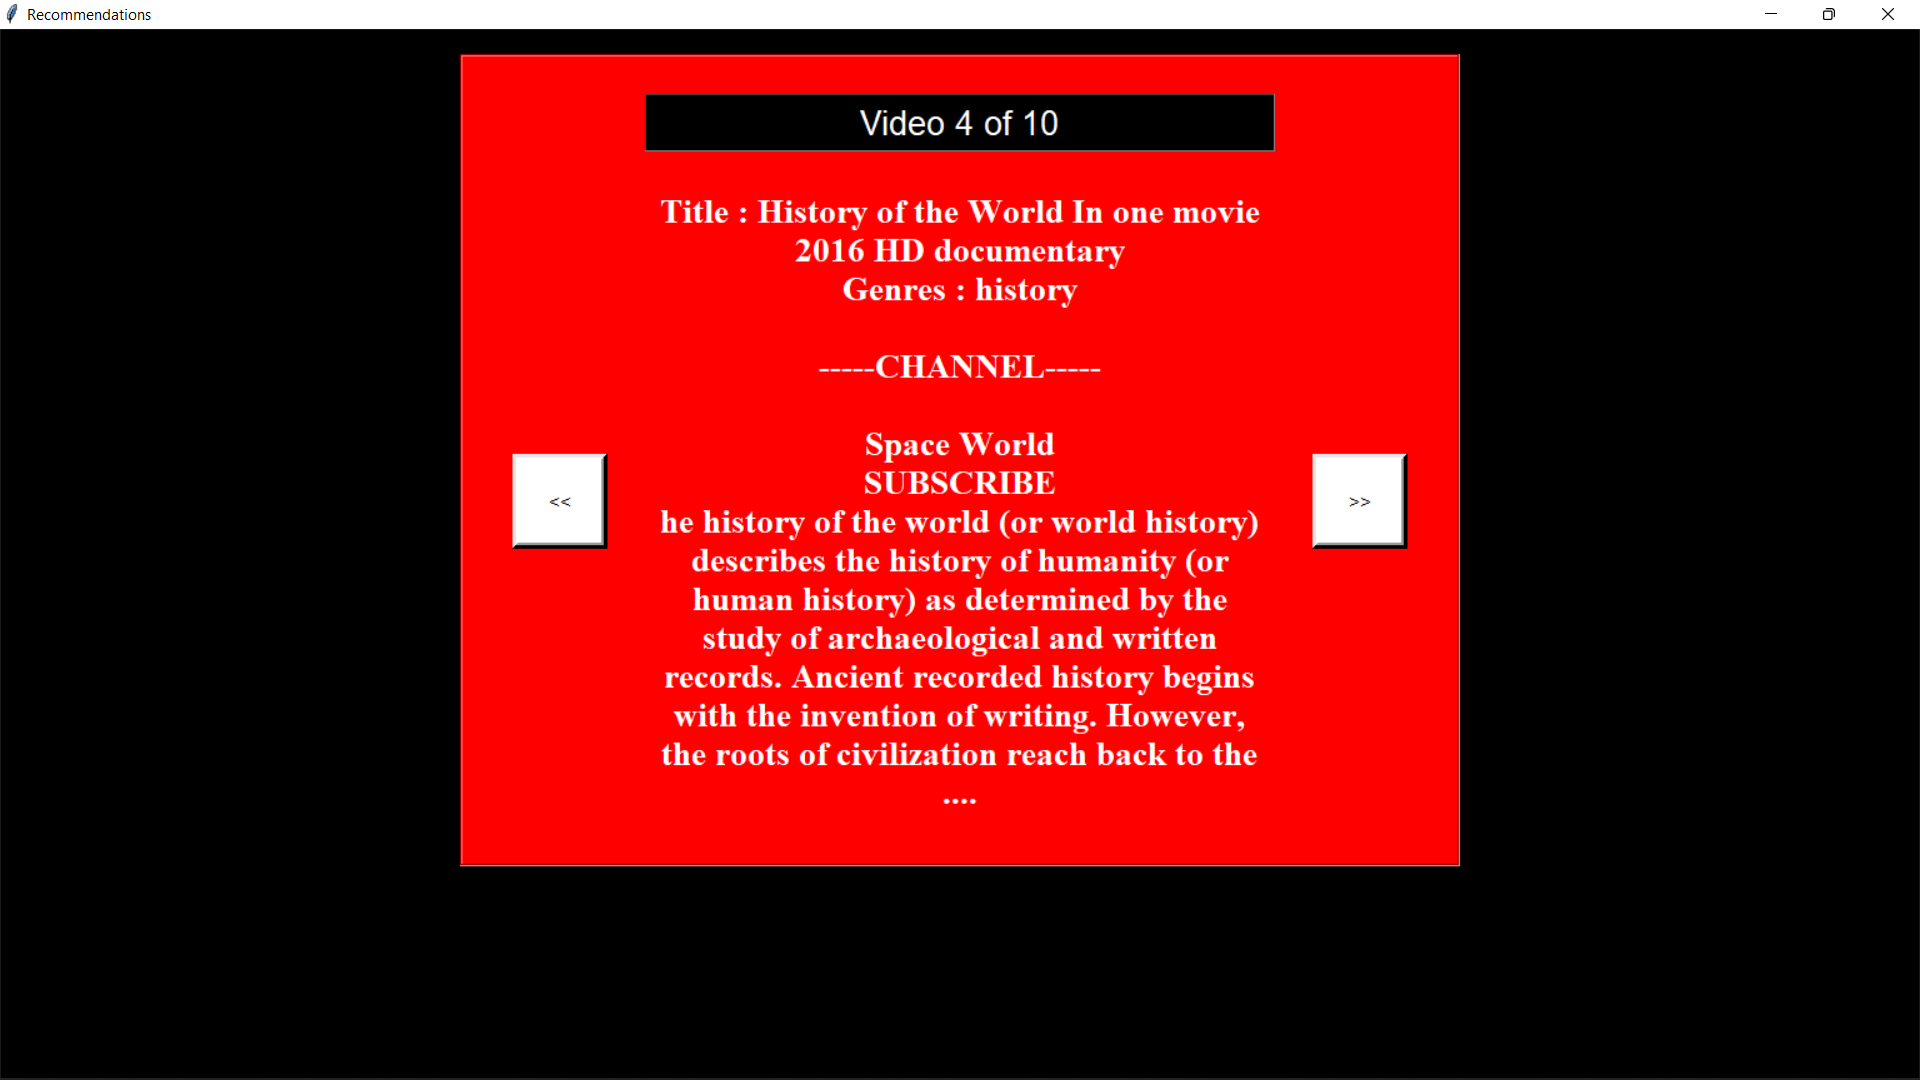 Recommendations
Video 4 of 10
Title : History of the World In one movie
2016 HD documentary
Genres : history
-----CHANNEL-----
Space World
SUBSCRIBE
<<
>>
he history of the world (or world history)
describes the history of humanity (or
human history) as determined by the
study of archaeological and written
records. Ancient recorded history begins
with the invention of writing. However,
the roots of civilization reach back to the
....